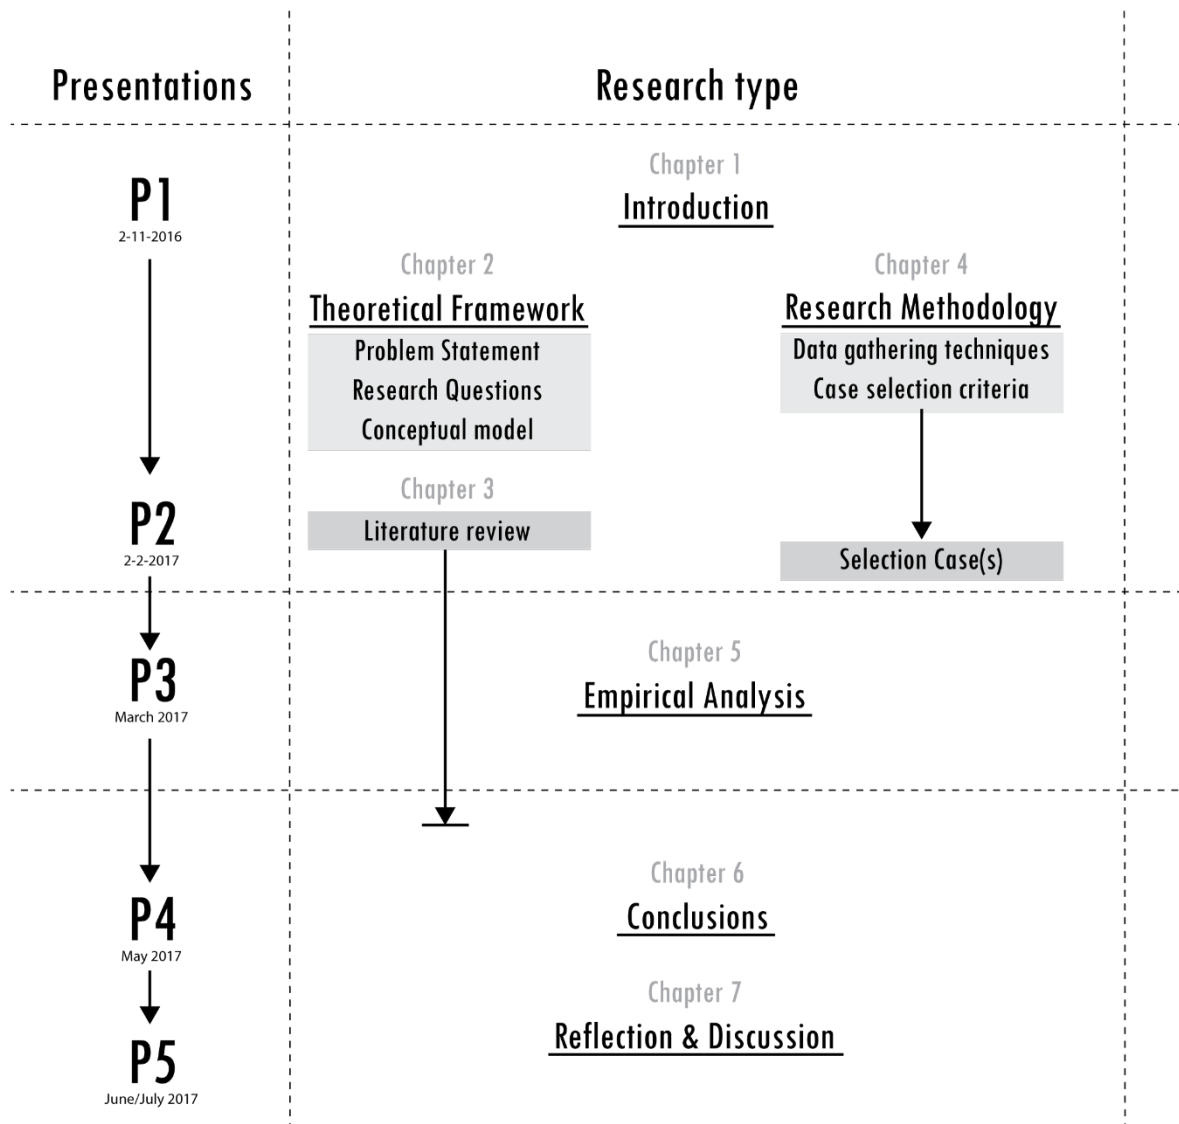 Presentations
Research type
P1
2-11-2016
Chapter 1
Introduction
Chapter 2
Theoretical Framework
Problem Statement
Research Questions
Conceptual model
Chapter 4
Research Methodology
Data gathering techniques
Case selection criteria
Chapter 3
Literature review
P2
2-2-2017
Selection Case(s)
P3
March 2017
Chapter 5
Empirical Analysis
P4
May 2017
Chapter 6
Conclusions
Chapter 7
Reflection & Discussion
P5
June/July 2017